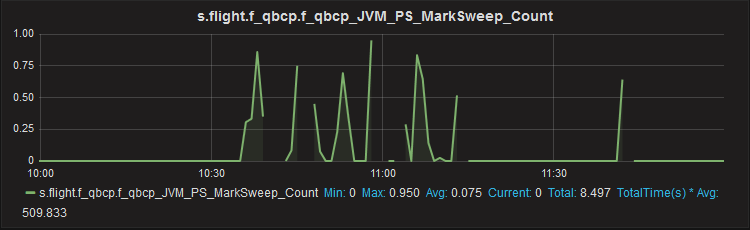 s.flight.f_qbcp.f_qbcp_JVM_PS_MarkSweep_Count
1.00
0.75
0.50
0.25
0
10:00 10:30 11:00 11:30
s.flight.f_qbcp.f_qbcp_JVM_PS_MarkSweep_Count Min: 0 Max: 0.950 Avg: 0.075 Current: 0 Total: 8.497 TotalTime(s) * Avg:
509.833